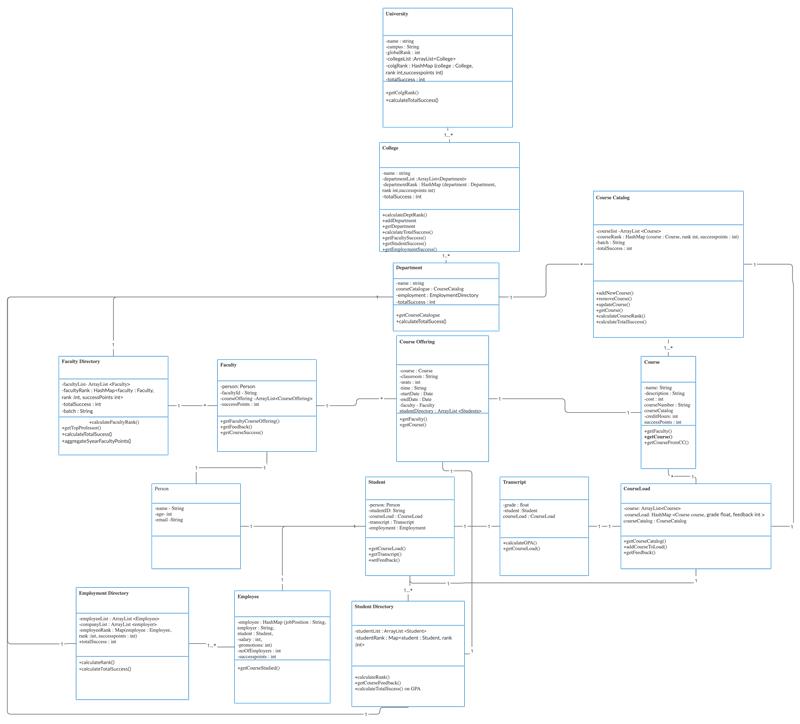 University
-name : string
-campus : String
-globalRank : int
-collegeList :ArrayList<College>
-colgRank : HashMap (college : College,
rank int,successpoints int)
-totalSuccess : int
+getColgRank()
+calculateTotalSuccess()
1...*
College
-name : string
-departmentList :ArrayList<Department>
-departmentRank : HashMap (department : Department,
rank int,successpoints int)
-totalSuccess : int
+calculateDeptRank()
+addDepartment
+getDepartment
+calculateTotalSuccess()
+getFacultySuccess()
+getStudentSuccess()
+getEmploymentSuccess()
1...*
Department
-name : string
courseCatalogue : CourseCatalog
-employment : EmploymentDirectory
-totalSuccess : int
+getCourseCatalogue
+calculateTotalSucess()
1
*
Course Catalog
-courselist -ArrayList <Course>
-courseRank : HashMap (course : Course, rank int, successpoints : int)
-batch : String
-totalSuccess : int
+addNewCourse()
+removeCourse()
+updateCourse()
+getCourse()
+calculateCourseRank()
+calculateTotalSuccess()
1
1...*
Course Offering
-course : Course
-classroom : String
-seats : int
-time : String
-startDate : Date
-endDate : Date
-faculty - Faculty
studentDirectory : ArrayList <Students>
+getFaculty()
+getCourse()
1
1
Course
-name: String
-description : String
-cost : int
courseNumber : String
courseCatalog
-creditHours: int
successPoints : int
+getFaculty()
+getCourse()
+getCourseFromCC()
1
Faculty Directory
-facultyList- ArrayList <Faculty>
-facultyRank : HashMap<faculty : Faculty,
rank :int, successPoints int>
-totalSuccess : int
-batch : String
+calculateFacultyRank()
+getTopProfessor()
+calculateTotalSuccess()
+aggregate5yearFacultyPoints()
1
*
Faculty
-person: Person
-facultyId : String
-courseOffering -ArrayList<CourseOffering>
-successPoints : int
+getFacultyCourseOffering()
+getFeedback()
+getCourseSuccess()
1
*
1
1
Person
-name - String
-age- int
-email -String
1
Student
-person: Person
-studentID: String
-courseLoad : CourseLoad
-transcript : Transcript
-employment : Employment
+getCourseLoad()
+getTranscript()
+setFeedback()
1
1
Transcript
-grade : float
-student :Student
courseLoad : CourseLoad
+calculateGPA()
+getCourseLoad()
1
1
CourseLoad
-course: ArrayList<Course>
-courseLoad: HashMap <Course course, grade float, feedback int >
courseCatalog : CourseCatalog
+getCourseCatalog()
+addCourseToLoad()
+getFeedback()
1
1
Employment Directory
-employeeList : ArrayList <Employee>
-companyList : ArrayList <employer>
-employeeRank : Map(employee : Employee,
rank :int, successpoints : int)
+totalSuccess : int
+calculateRank()
+calculateTotalSuccess()
1
1...*
Employee
-employee : HashMap (jobPosition : String,
employer : String;
student : Student,
-salary : int,
-promotions: int)
-noOfEmployers : int
-successpoints : int
+getCourseStudied()
1
1...*
Student Directory
-studentList : ArrayList <Student>
-studentRank : Map<student : Student, rank
int>
+calculateRank()
+getCourseFeedback()
+calculateTotalSuccess() on GPA
1
1